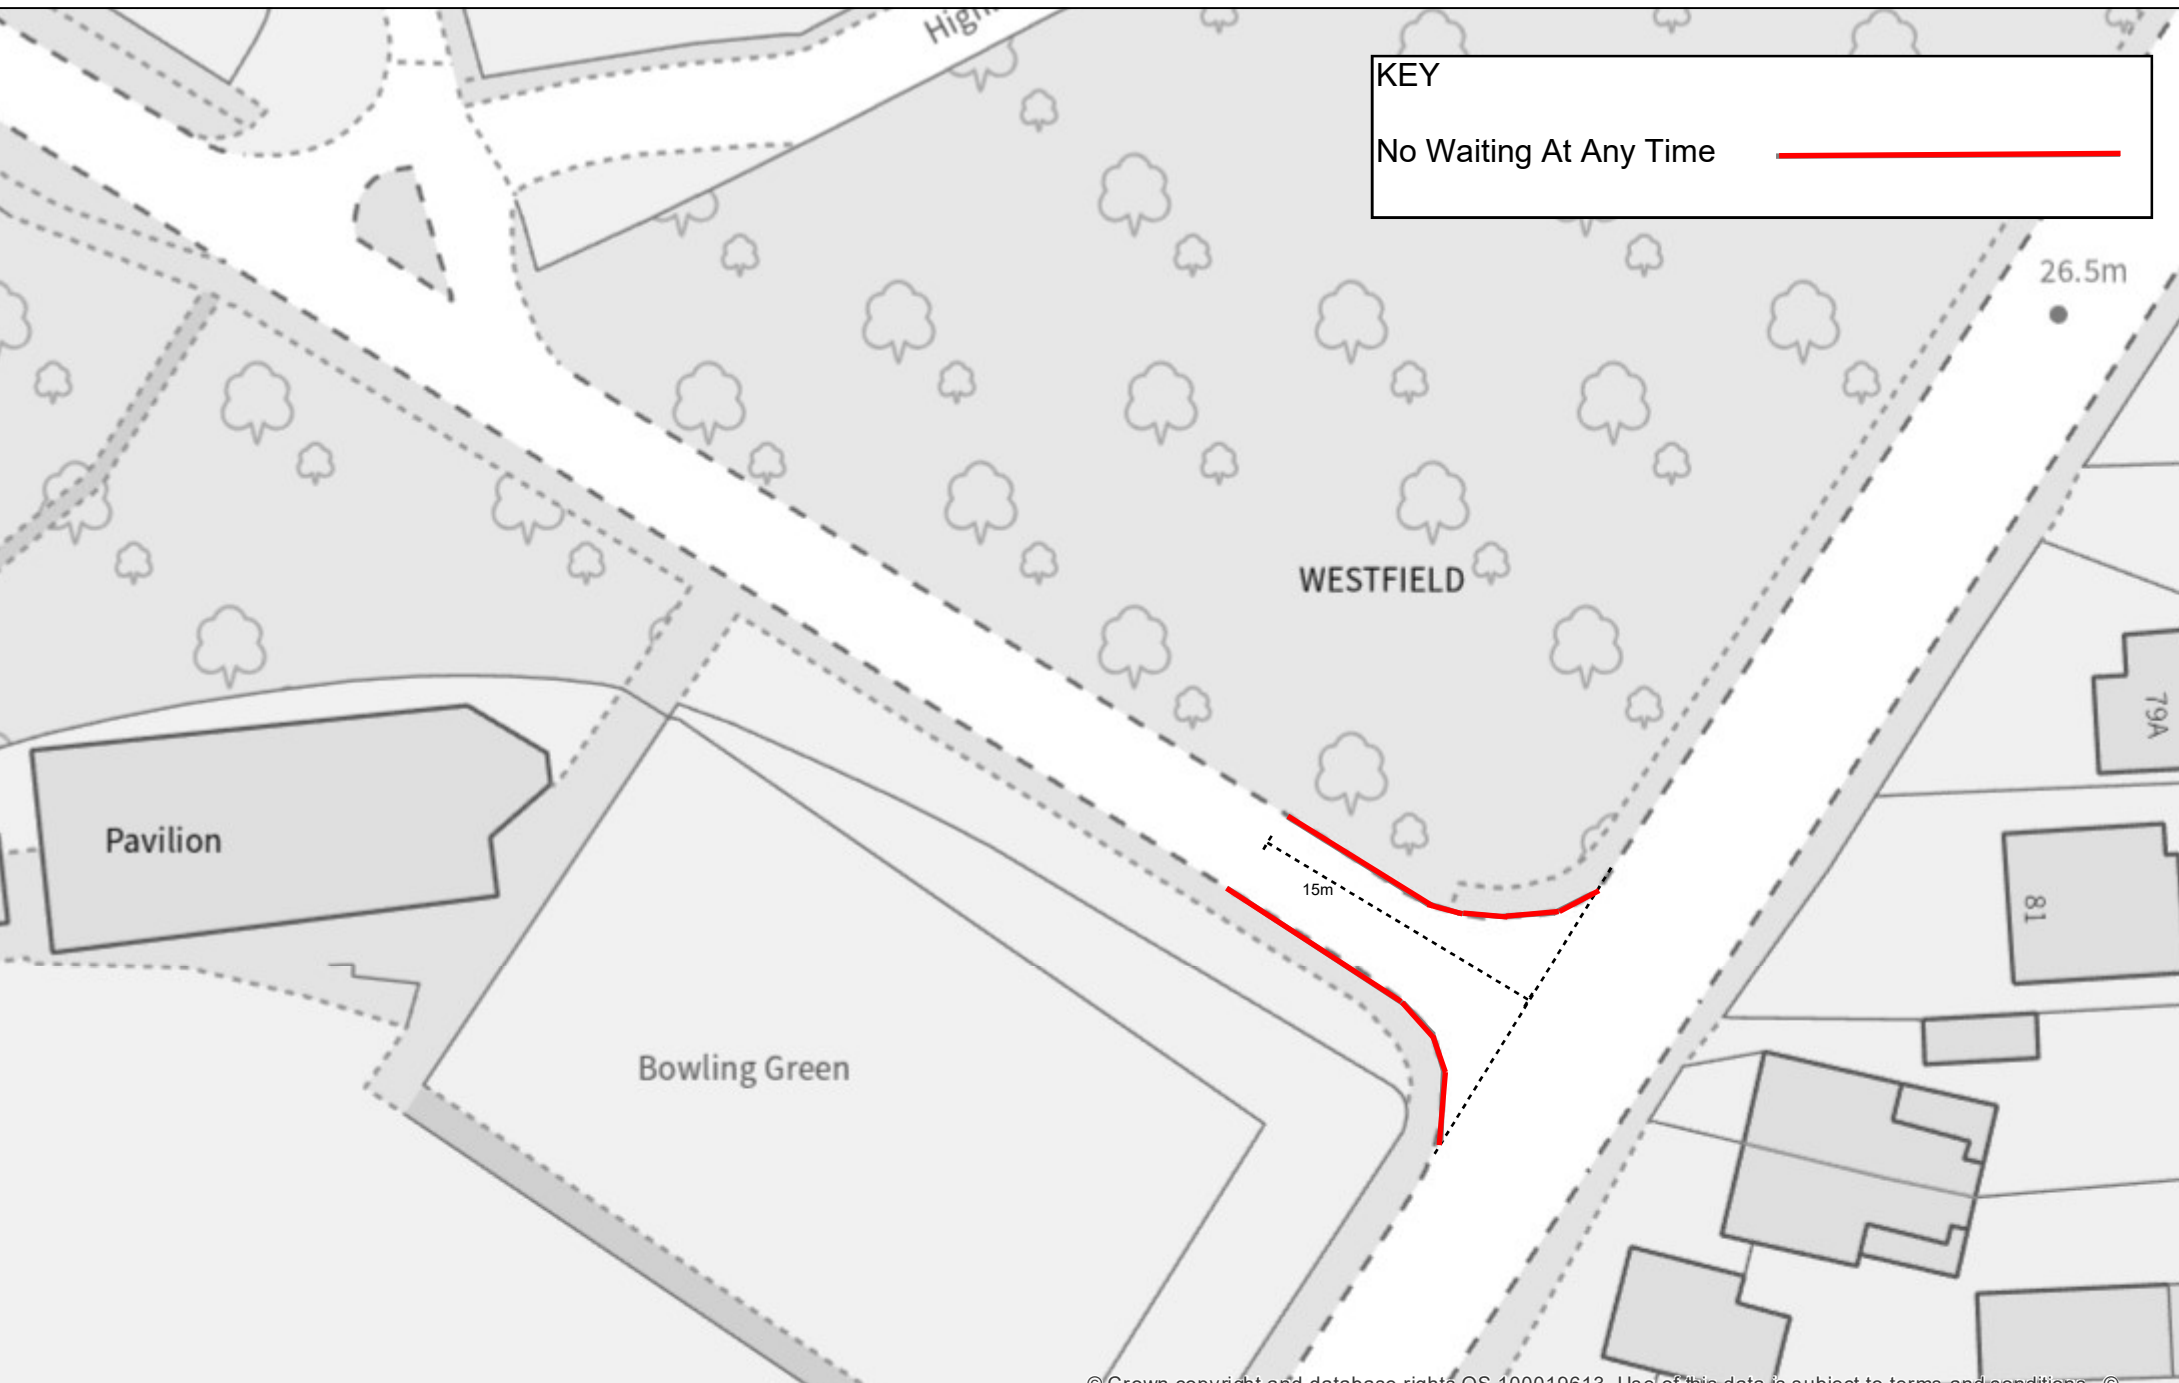 KEY
No Waiting At Any Time
26.5m
WESTFIELD
79A
Pavilion
15m
81
Bowling Green